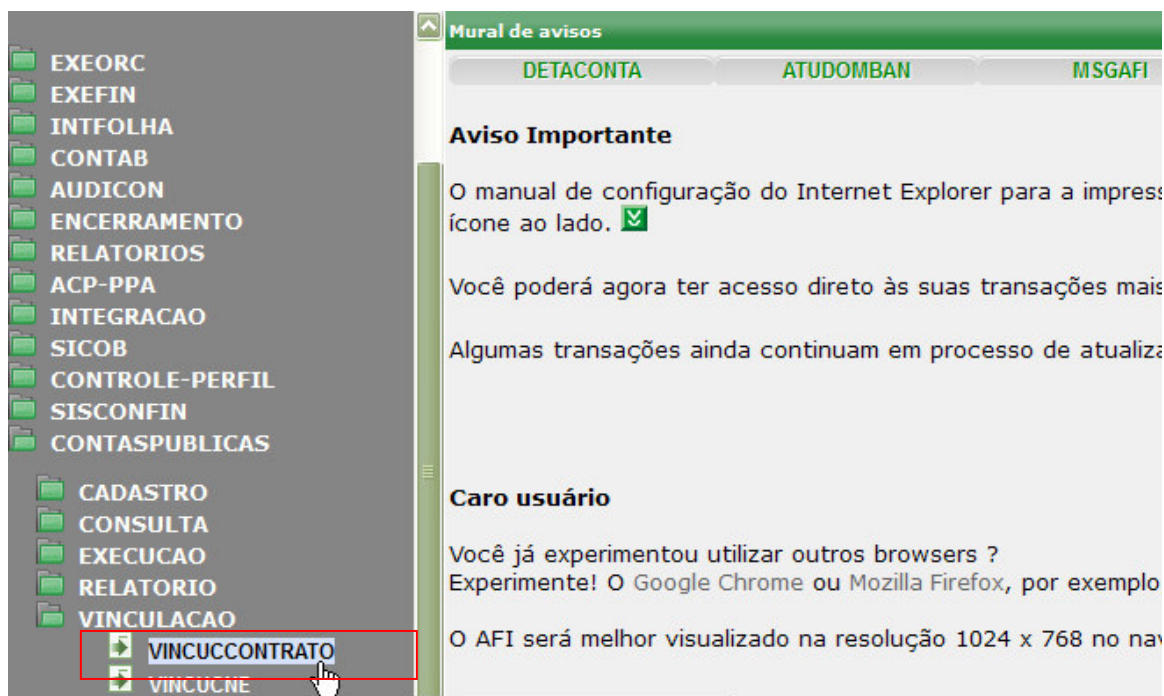 EXEORC
EXEFIN
INTFOLHA
CONTAB
AUDICON
ENCERRAMENTO
RELATORIOS
ACP-PPA
INTEGRACAO
SICOB
CONTROLE-PERFIL
SISCONFIN
CONTASPUBLICAS
CADASTRO
CONSULTA
EXECUCAO
RELATORIO
VINCULACAO
VINCUCCONTRATO
VINCUCNE
Mural de avisos
DETACONTA ATUDOMBAN MSGAFI
Aviso Importante
O manual de configuração do Internet Explorer para a impress
ícone ao lado.
Você poderá agora ter acesso direto às suas transações mais
Algumas transações ainda continuam em processo de atualiza
Caro usuário
Você já experimentou utilizar outros browsers ?
Experimente! O Google Chrome ou Mozilla Firefox, por exemplo
O AFI será melhor visualizado na resolução 1024 x 768 no nav